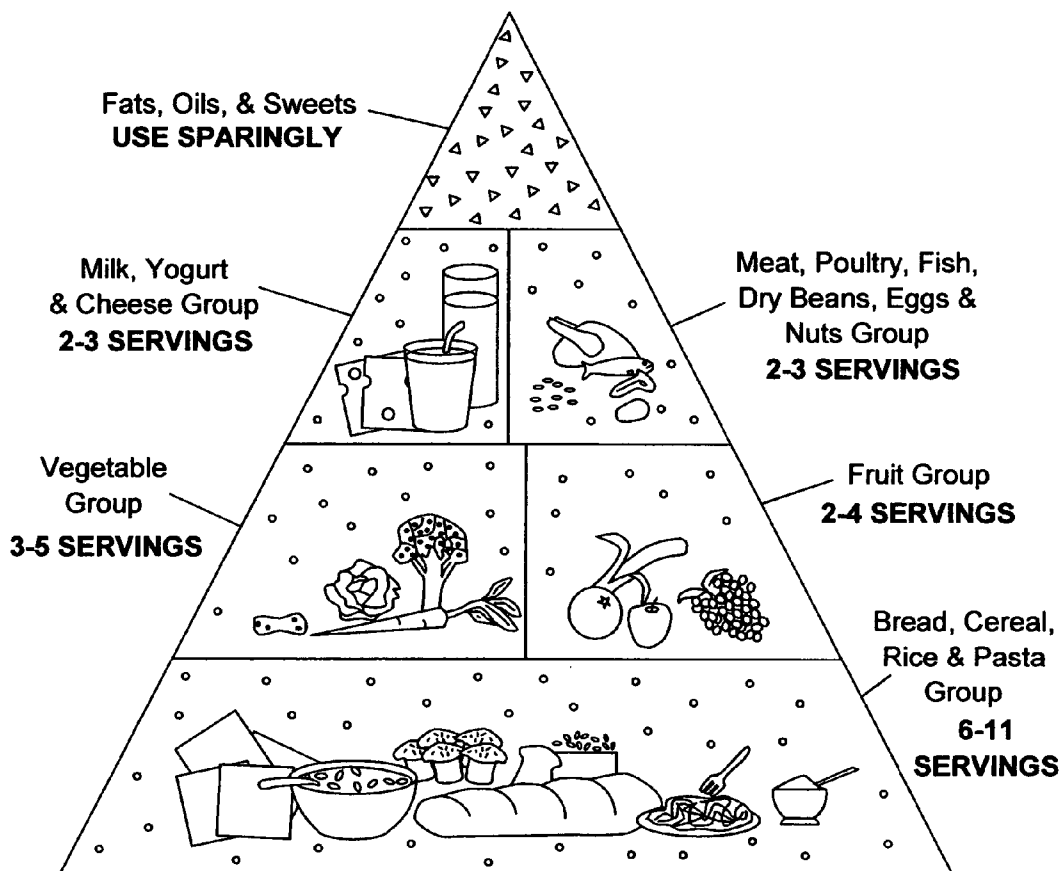 Fats, Oils, & Sweets
USE SPARINGLY
Milk, Yogurt
& Cheese Group
2-3 SERVINGS
Meat, Poultry, Fish,
Dry Beans, Eggs &
Nuts Group
2-3 SERVINGS
Vegetable
Group
3-5 SERVINGS
Fruit Group
2-4 SERVINGS
Bread, Cereal,
Rice & Pasta
Group
6-11
SERVINGS